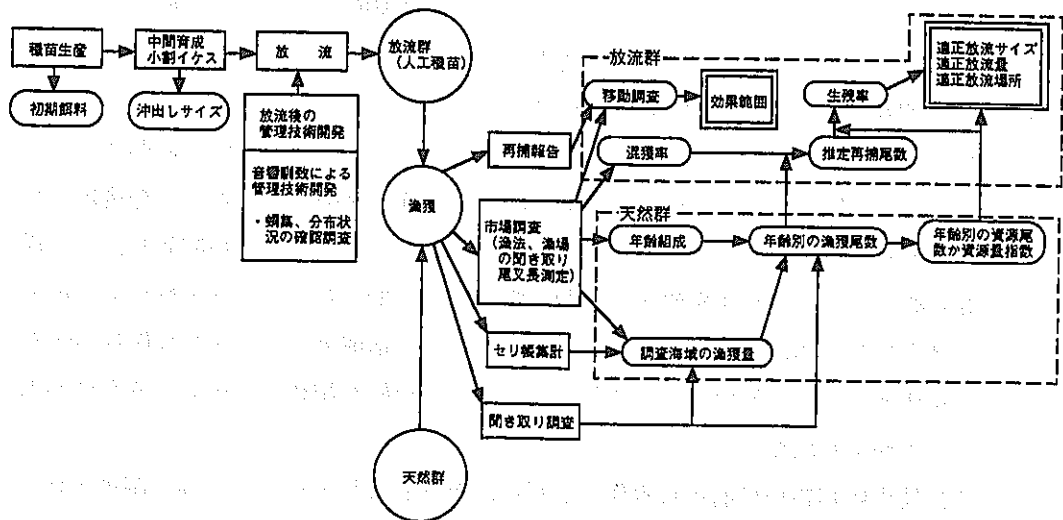 種苗生産
初期餌料
中間育成
小割イケス
沖出しサイズ
放 流
放流後の
管理技術開発
音響馴致による
管理技術開発
・蝟集、分布状
況の確認調査
放流群
(人工種苗)
漁獲
天然群
再捕報告
市場調査
(漁法、漁場
の聞き取り
尾叉長測定)
セリ帳集計
聞き取り調査
放流群
移動調査
効果範囲
混獲率
推定再捕尾数
生残率
適正放流サイズ
適正放流量
適正放流場所
天然群
年齢組成
年齢別の漁獲尾数
年齢別の資源尾
数か資源量指数
調査海域の漁獲量